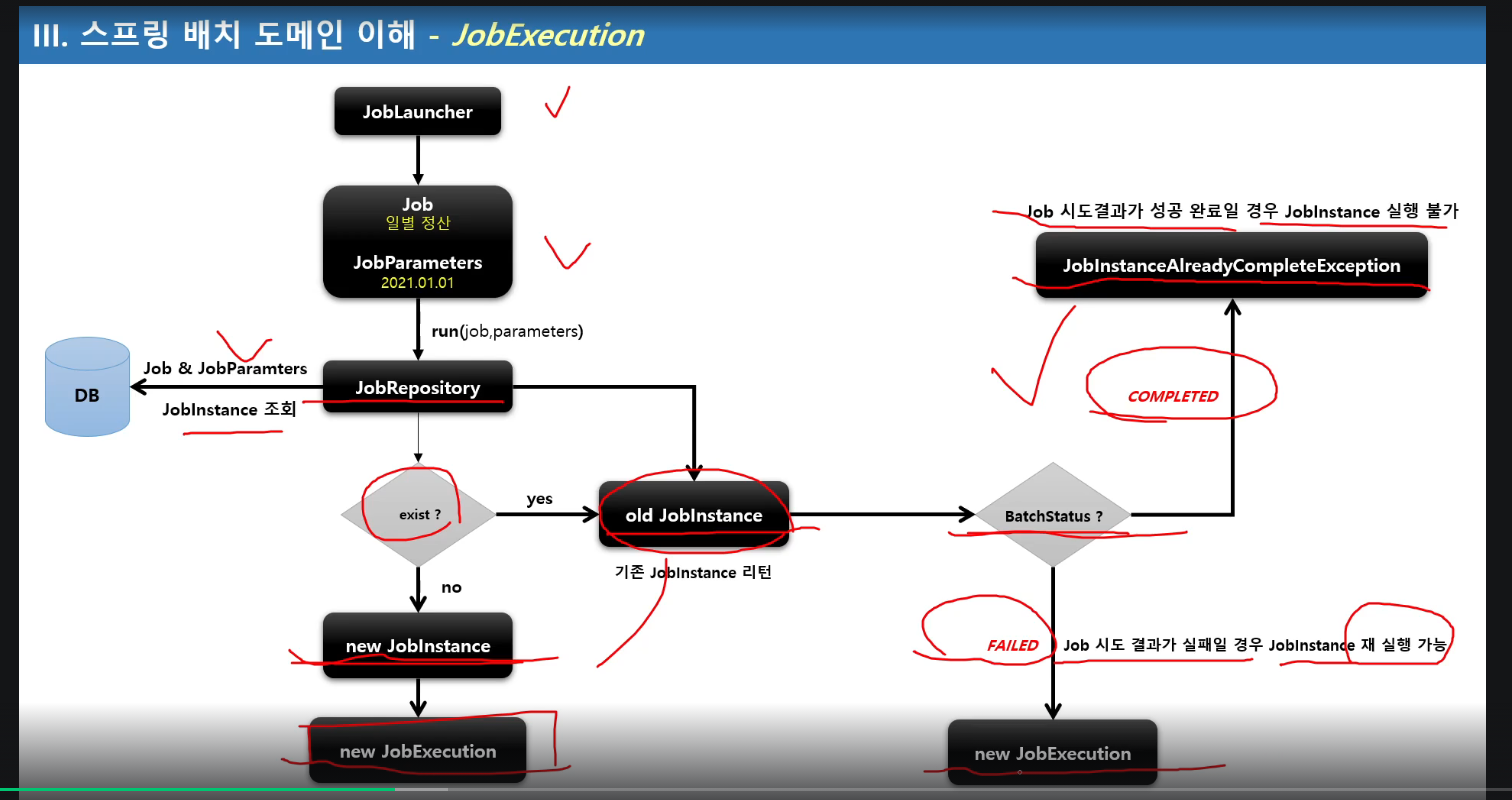 III. 스프링 배치 도메인 이해 - JobExecution
JobLauncher
Job
일별 정산
JobParameters
2021.01.01
run(job,parameters)
Job & JobParamters
DB
JobInstance 조회
JobRepository
exist ?
yes
old JobInstance
기존 JobInstance 리턴
no
new JobInstance
new JobExecution
BatchStatus ?
Job 시도결과가 성공 완료일 경우 JobInstance 실행 불가
JobInstanceAlreadyCompleteException
COMPLETED
FAILED
Job 시도 결과가 실패일 경우 JobInstance 재 실행 가능
new JobExecution